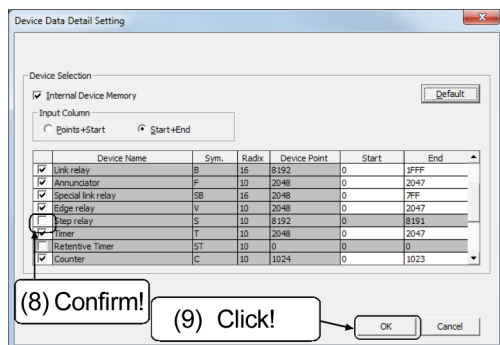 Device Data Detail Setting
x
Device Selection
Internal Device Memory
Default
Input Column
Points+Start
Start+End
Device Name Sym. Radix Device Point Start End
Link relay B 16 8192 0 1FFF
Annunciator F 10 2048 0 2047
Special link relay SB 16 2048 0 7FF
Edge relay V 10 2048 0 2047
Step relay S 10 8192 0 8191
Timer T 10 2048 0 2047
Retentive Timer ST 10 0 0 0
Counter C 10 1024 0 1023
(8) Confirm!
(9) Click!
OK
Cancel